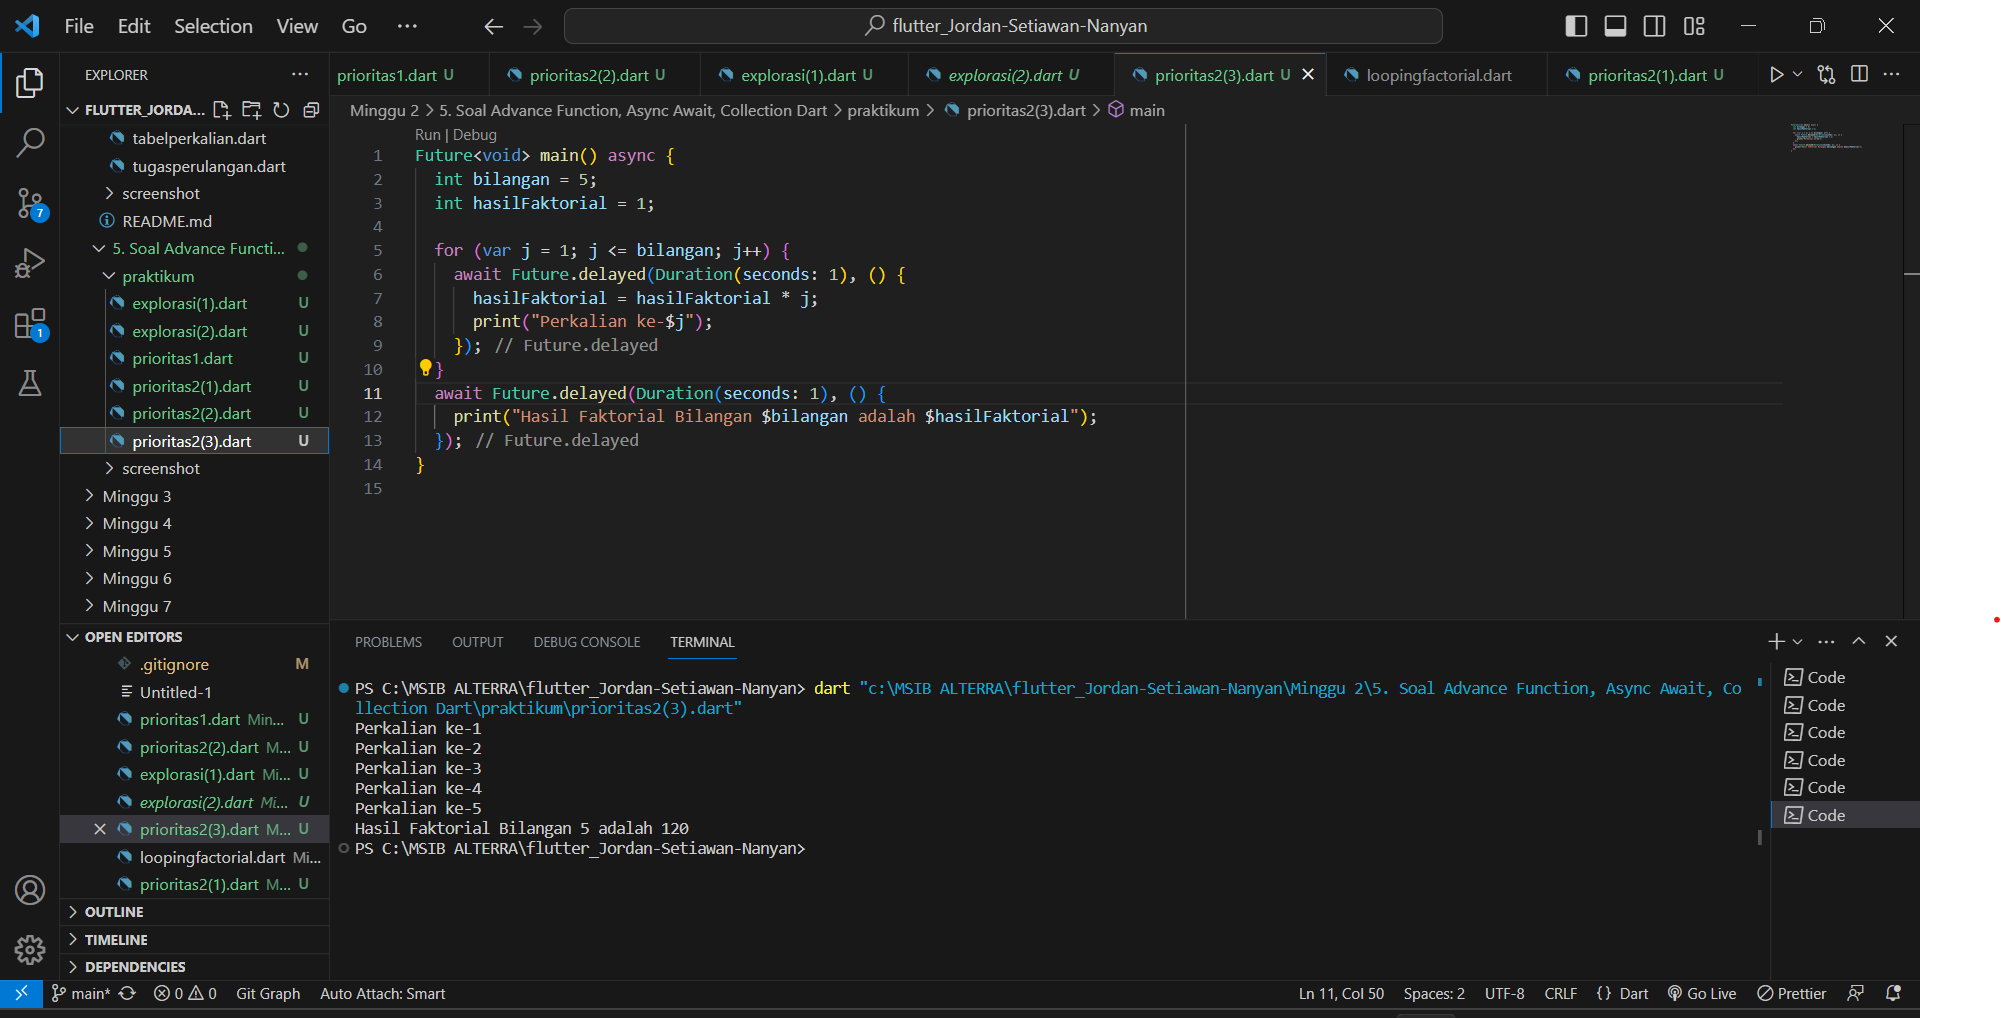 File Edit Selection View Go
flutter_Jordan-Setiawan-Nanyan
EXPLORER
FLUTTER_JORDA...
tabelperkalian.dart
tugasperulangan.dart
screenshot
README.md
5. Soal Advance Functi...
praktikum
explorasi(1).dart U
explorasi(2).dart U
prioritas1.dart U
prioritas2(1).dart U
prioritas2(2).dart U
prioritas2(3).dart U
screenshot
Minggu 3
Minggu 4
Minggu 5
Minggu 6
Minggu 7
OPEN EDITORS
.gitignore M
Untitled-1
prioritas1.dart Min... U
prioritas2(2).dart M... U
explorasi(1).dart Mi... U
explorasi(2).dart Mi... U
prioritas2(3).dart M... U
loopingfactorial.dart Mi...
prioritas2(1).dart M... U
OUTLINE
TIMELINE
DEPENDENCIES
7
1
prioritas1.dart U prioritas2(2).dart U explorasi(1).dart U explorasi(2).dart U prioritas2(3).dart U loopingfactorial.dart prioritas2(1).dart U
Minggu 2 > 5. Soal Advance Function, Async Await, Collection Dart > praktikum > prioritas2(3).dart > main
Run | Debug
1 Future<void> main() async {
2 int bilangan = 5;
3 int hasilFaktorial = 1;
4
5 for (var j = 1; j <= bilangan; j++) {
6 await Future.delayed(Duration(seconds: 1), () {
7 hasilFaktorial = hasilFaktorial * j;
8 print("Perkalian ke-$j");
9 }); // Future.delayed
10 }
11 await Future.delayed(Duration(seconds: 1), () {
12 print("Hasil Faktorial Bilangan $bilangan adalah $hasilFaktorial");
13 }); // Future.delayed
14 }
15
PROBLEMS OUTPUT DEBUG CONSOLE TERMINAL
PS C:\MSIB ALTERRA\flutter_Jordan-Setiawan-Nanyan> dart "c:\MSIB ALTERRA\flutter_Jordan-Setiawan-Nanyan\Minggu 2\5. Soal Advance Function, Async Await, Co
llection Dart\praktikum\prioritas2(3).dart"
Perkalian ke-1
Perkalian ke-2
Perkalian ke-3
Perkalian ke-4
Perkalian ke-5
Hasil Faktorial Bilangan 5 adalah 120
PS C:\MSIB ALTERRA\flutter_Jordan-Setiawan-Nanyan>
Code
Code
Code
Code
Code
Code
main* 0 0 Git Graph Auto Attach: Smart Ln 11, Col 50 Spaces: 2 UTF-8 CRLF {} Dart Go Live Prettier